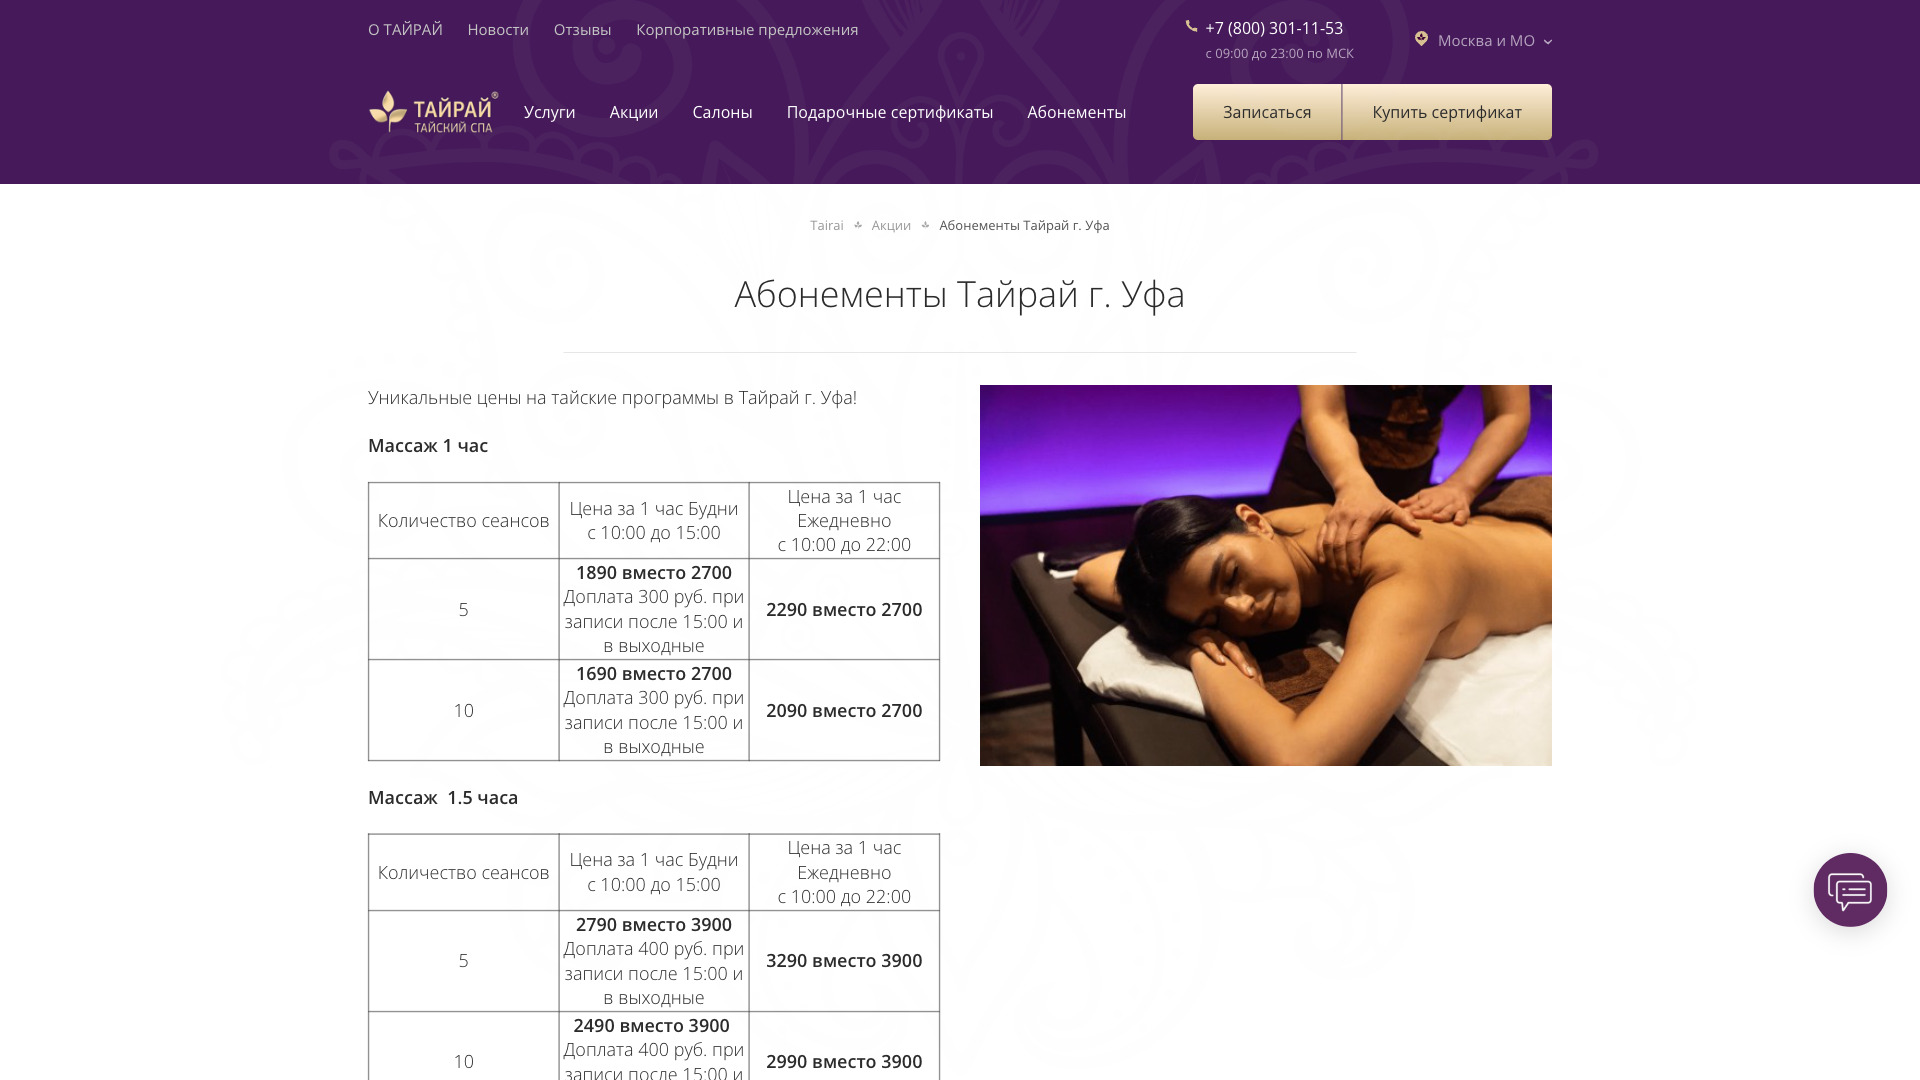 О ТАЙРАЙ Новости Отзывы Корпоративные предложения
+7 (800) 301-11-53
с 09:00 до 23:00 по МСК
Москва и МО
ТАЙРАЙ®
ТАЙСКИЙ СПА
Услуги Акции Салоны Подарочные сертификаты Абонементы
Записаться Купить сертификат
Tairai Акции Абонементы Тайрай г. Уфа
Абонементы Тайрай г. Уфа
Уникальные цены на тайские программы в Тайрай г. Уфа!
Массаж 1 час
Количество сеансов
Цена за 1 час Будни
с 10:00 до 15:00
Цена за 1 час
Ежедневно
с 10:00 до 22:00
5
1890 вместо 2700
Доплата 300 руб. при
записи после 15:00 и
в выходные
2290 вместо 2700
10
1690 вместо 2700
Доплата 300 руб. при
записи после 15:00 и
в выходные
2090 вместо 2700
Массаж 1.5 часа
Количество сеансов
Цена за 1 час Будни
с 10:00 до 15:00
Цена за 1 час
Ежедневно
с 10:00 до 22:00
5
2790 вместо 3900
Доплата 400 руб. при
записи после 15:00 и
в выходные
3290 вместо 3900
10
2490 вместо 3900
Доплата 400 руб. при
записи после 15:00 и
2990 вместо 3900